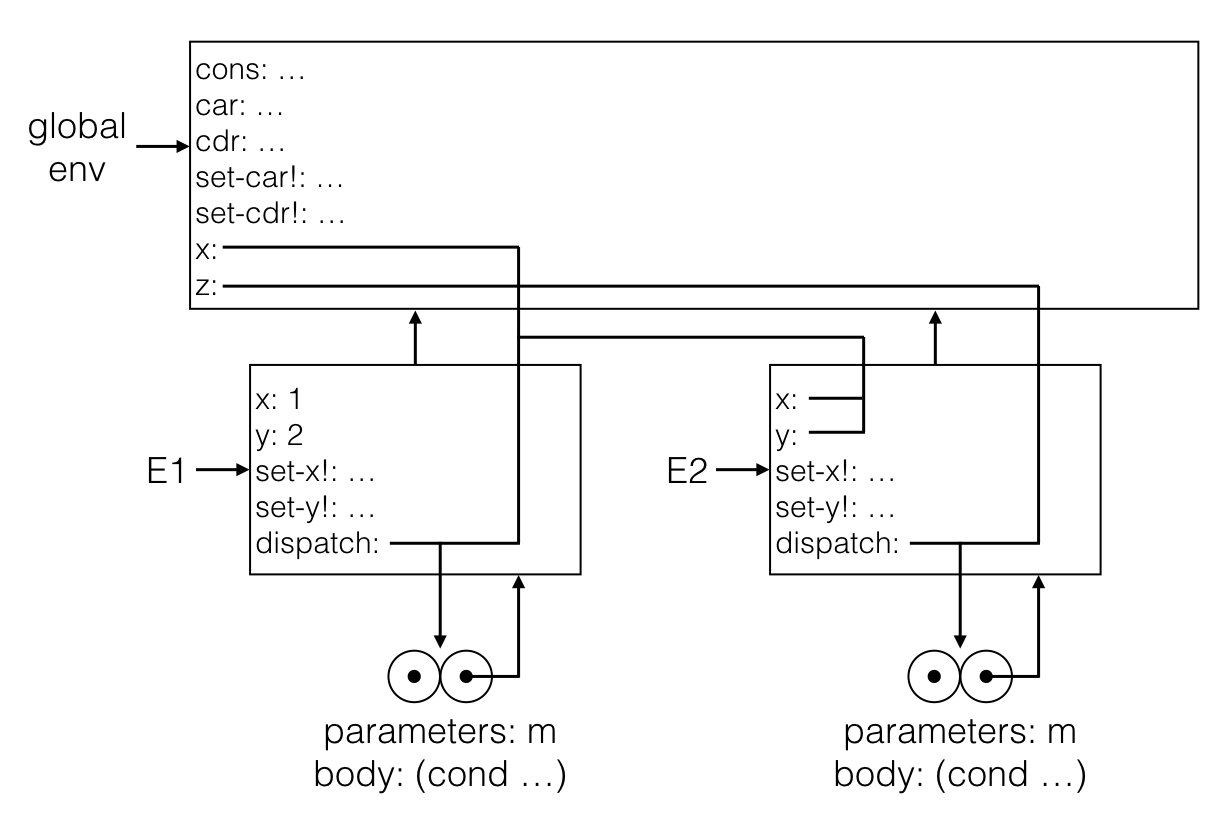 cons: …
car: …
global
env
cdr: …
set-car!: …
set-cdr!: …
x:
z:
x: 1
y: 2
E1
set-x!: …
set-y!: …
dispatch:
x:
y:
E2
set-x!: …
set-y!: …
dispatch:
parameters: m
body: (cond …)
parameters: m
body: (cond …)